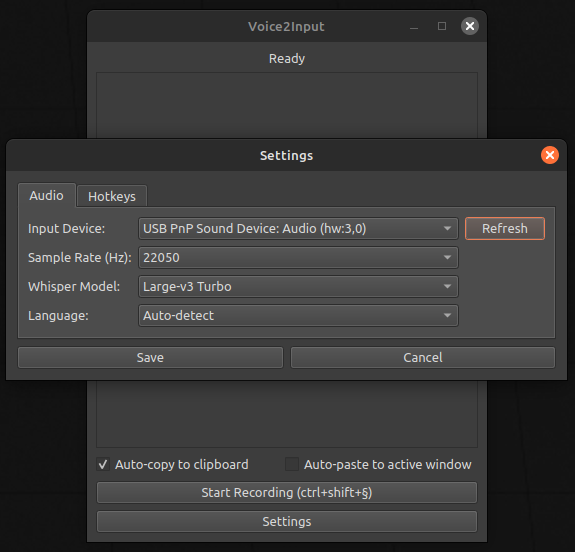 Voice2Input
Ready
Settings
Audio Hotkeys
Input Device: USB PnP Sound Device: Audio (hw:3,0) Refresh
Sample Rate (Hz): 22050
Whisper Model: Large-v3 Turbo
Language: Auto-detect
Save Cancel
✓ Auto-copy to clipboard Auto-paste to active window
Start Recording (ctrl+shift+§)
Settings